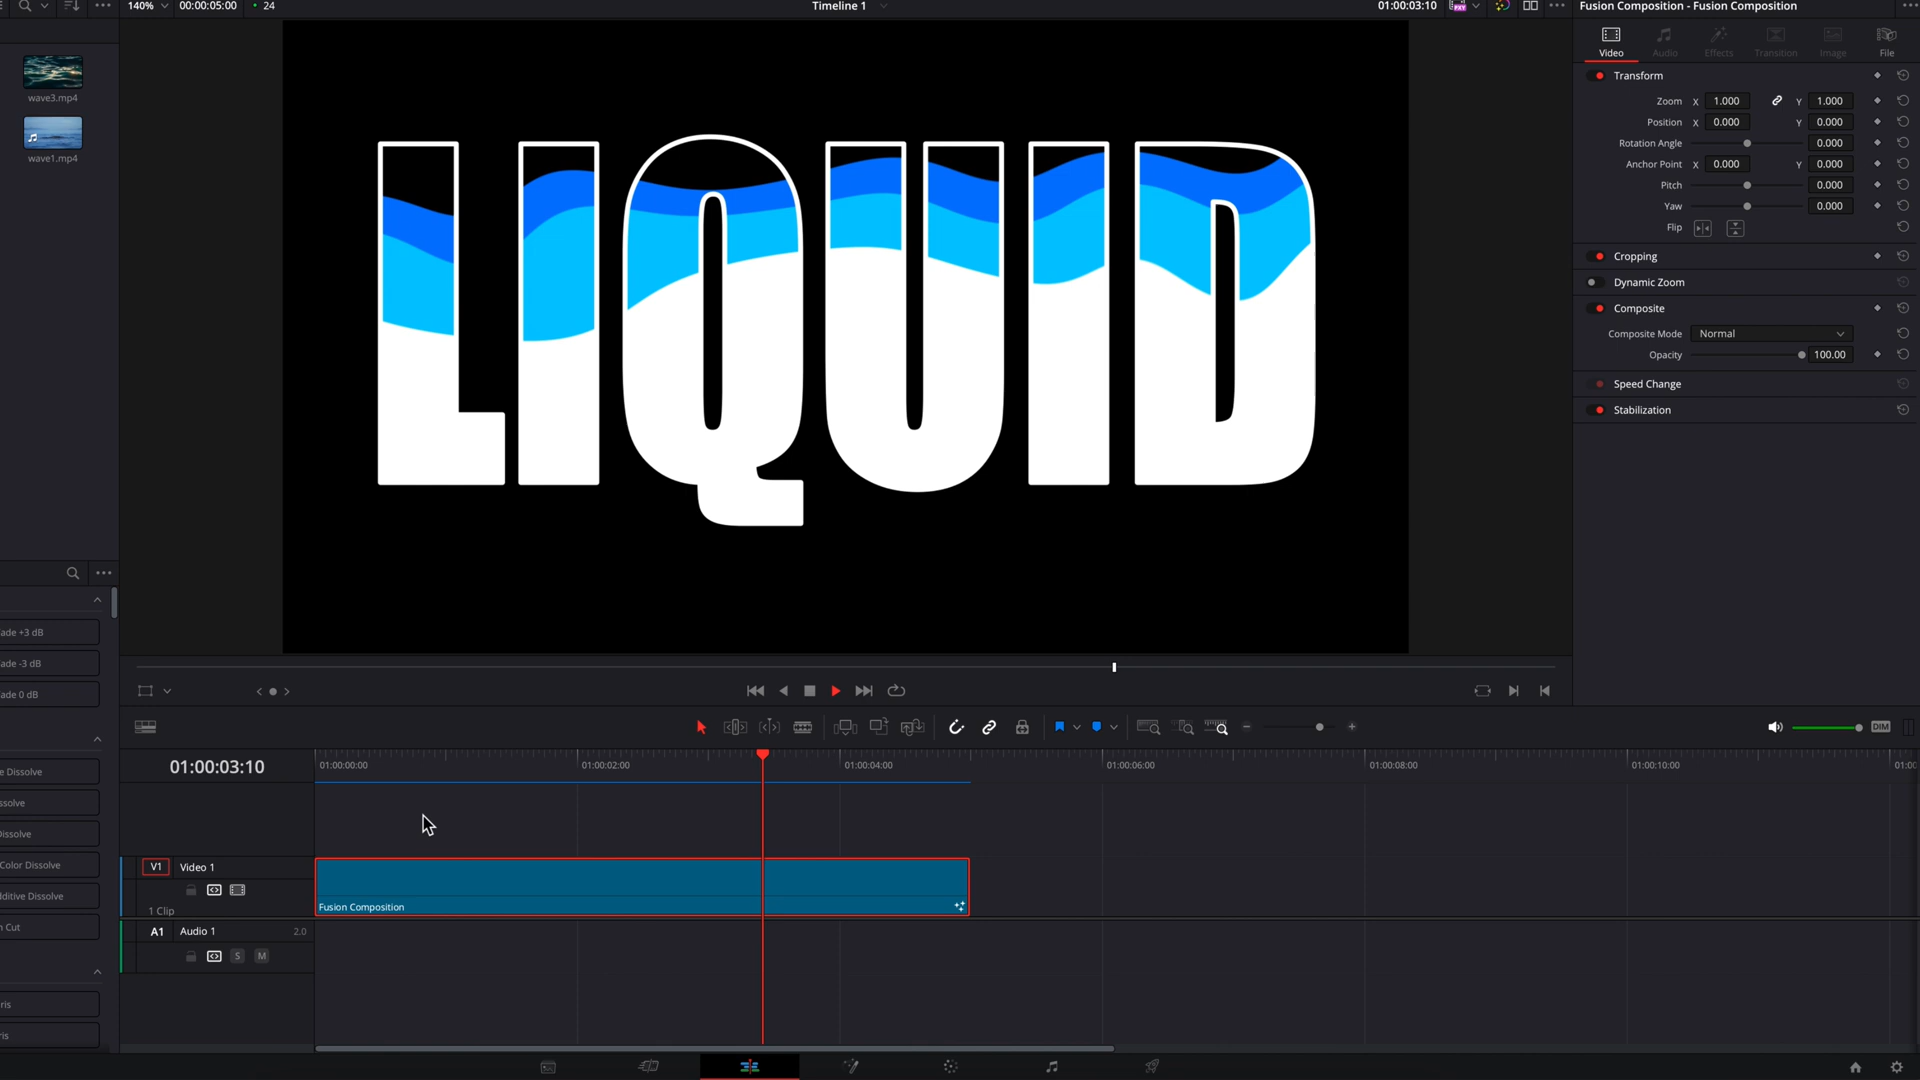 140%
00:00:05:00
24
Timeline 1
01:00:03:10
Fusion Composition - Fusion Composition
Video
Audio
Effects
Transition
Image
File
wave3.mp4
wave1.mp4
LIQUID
Transform
Zoom X 1.000 Y 1.000
Position X 0.000 Y 0.000
Rotation Angle 0.000
Anchor Point X 0.000 Y 0.000
Pitch 0.000
Yaw 0.000
Flip
Cropping
Dynamic Zoom
Composite
Composite Mode Normal
Opacity 100.00
Speed Change
Stabilization
ade +3 dB
ade -3 dB
ade 0 dB
e Dissolve
ssolve
Dissolve
Color Dissolve
dditive Dissolve
n Cut
ris
ris
DIM
01:00:03:10
01:00:00:00
01:00:02:00
01:00:04:00
01:00:06:00
01:00:08:00
01:00:10:00
01:00
V1 Video 1
1 Clip
Fusion Composition
A1 Audio 1 2.0
S M